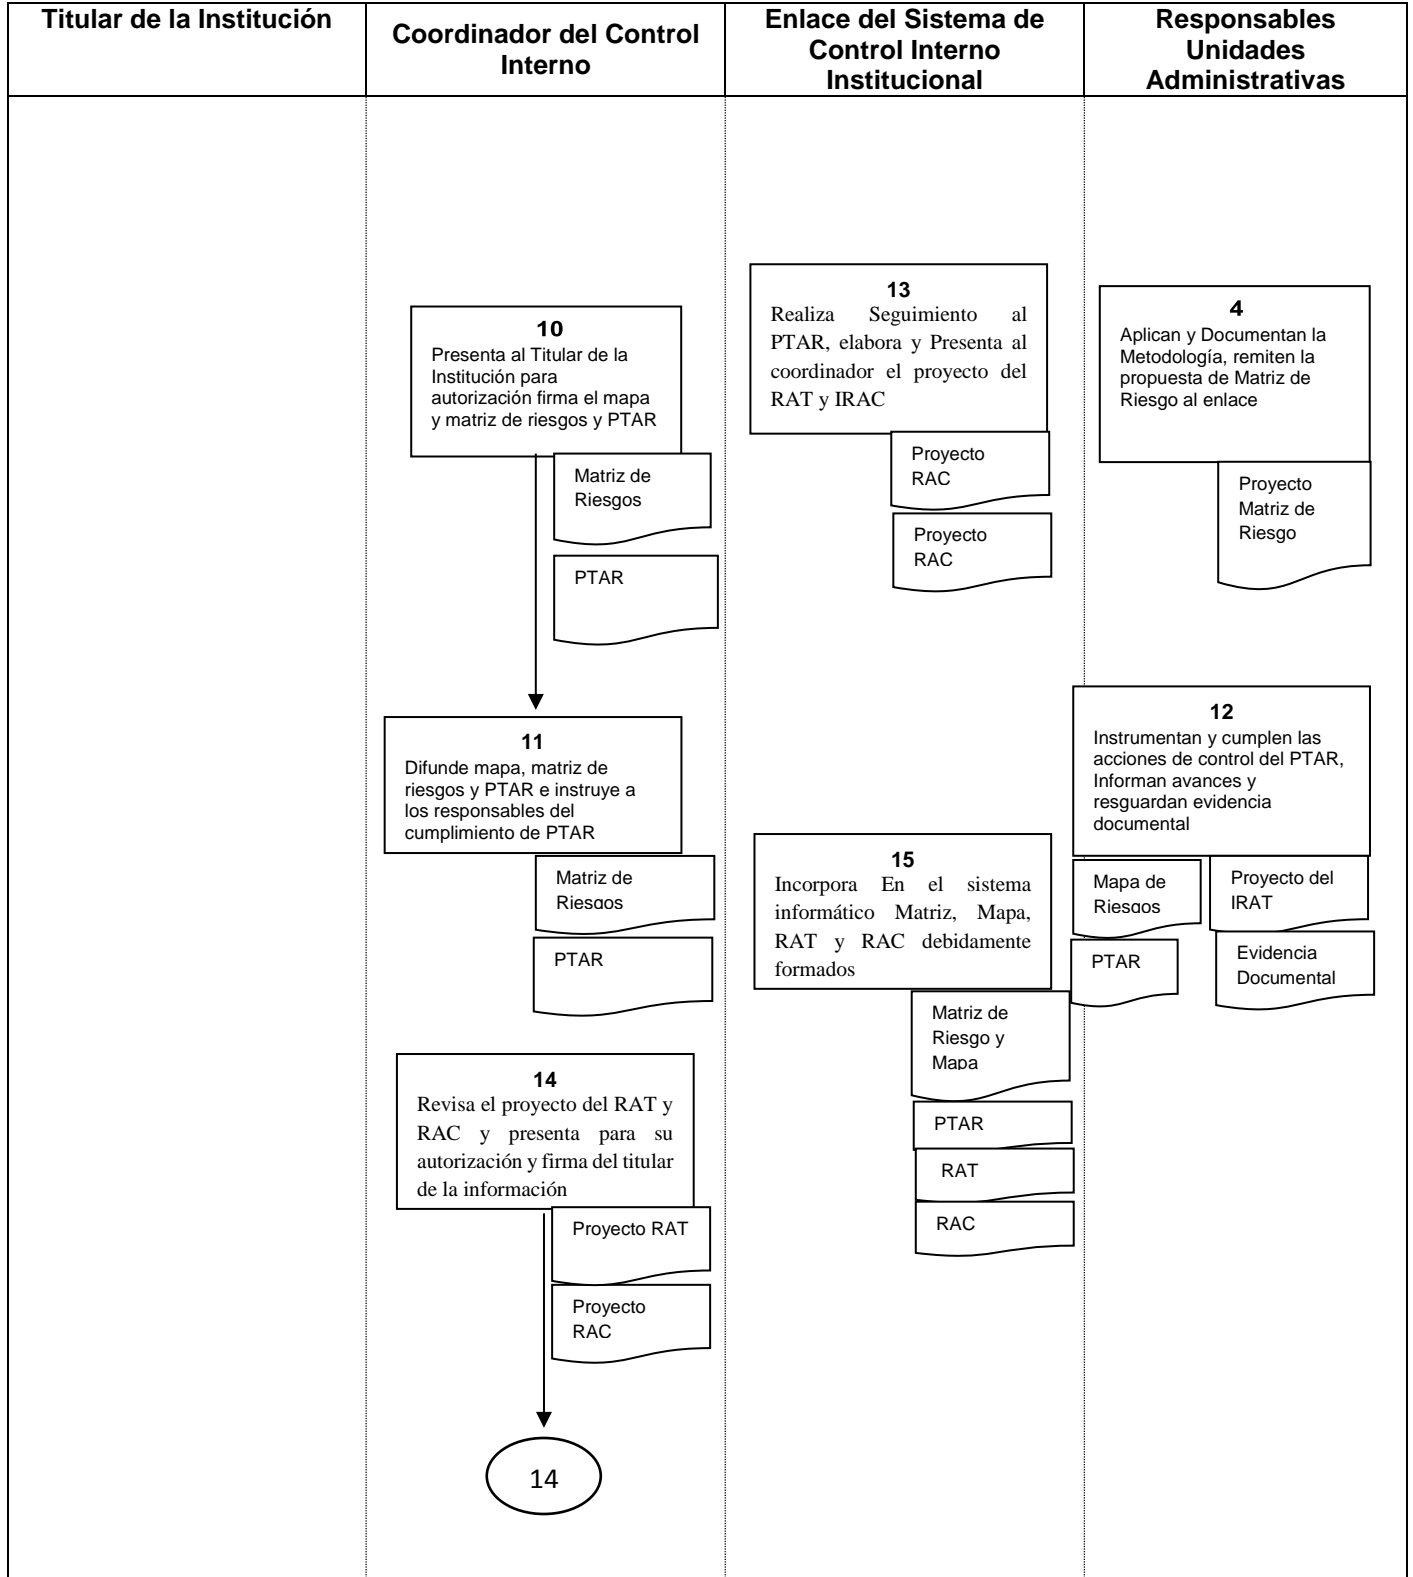 Titular de la Institución
Coordinador del Control
Interno
Enlace del Sistema de
Control Interno
Institucional
Responsables
Unidades
Administrativas
10
Presenta al Titular de la
Institución para
autorización firma el mapa
y matriz de riesgos y PTAR
Matriz de
Riesgos
PTAR
11
Difunde mapa, matriz de
riesgos y PTAR e instruye a
los responsables del
cumplimiento de PTAR
Matriz de
Riesgos
PTAR
14
Revisa el proyecto del RAT y
RAC y presenta para su
autorización y firma del titular
de la información
Proyecto RAT
Proyecto
RAC
14
13
Realiza Seguimiento al
PTAR, elabora y Presenta al
coordinador el proyecto del
RAT y IRAC
Proyecto
RAC
Proyecto
RAC
15
Incorpora En el sistema
informático Matriz, Mapa,
RAT y RAC debidamente
formados
Matriz de
Riesgo y
Mapa
PTAR
RAT
RAC
4
Aplican y Documentan la
Metodología, remiten la
propuesta de Matriz de
Riesgo al enlace
Proyecto
Matriz de
Riesgo
12
Instrumentan y cumplen las
acciones de control del PTAR,
Informan avances y
resguardan evidencia
documental
Mapa de
Riesgos
PTAR
Proyecto del
IRAT
Evidencia
Documental